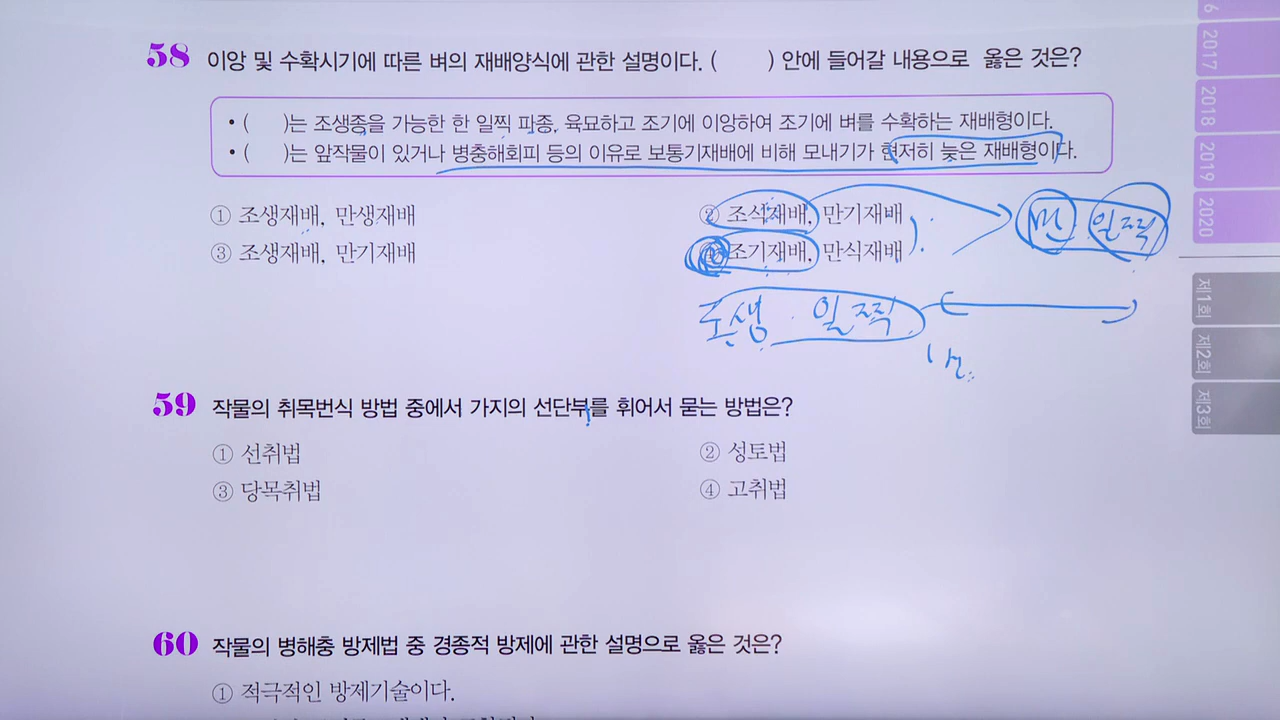 58 이앙 및 수확시기에 따른 벼의 재배양식에 관한 설명이다. ( ) 안에 들어갈 내용으로 옳은 것은?
• ( )는 조생종을 가능한 한 일찍 파종, 육묘하고 조기에 이앙하여 조기에 벼를 수확하는 재배형이다.
• ( )는 앞작물이 있거나 병충해회피 등의 이유로 보통기재배에 비해 모내기가 현저히 늦은 재배형이다.
① 조생재배, 만생재배
② 조식재배, 만기재배
③ 조생재배, 만기재배
조기재배, 만식재배
만 일찍
조생 일찍
59 작물의 취목번식 방법 중에서 가지의 선단부를 휘어서 묻는 방법은?
① 선취법
② 성토법
③ 당목취법
④ 고취법
60 작물의 병해충 방제법 중 경종적 방제에 관한 설명으로 옳은 것은?
① 적극적인 방제기술이다.
6
2017
2018
2019
2020
제1회
제2회
제3회